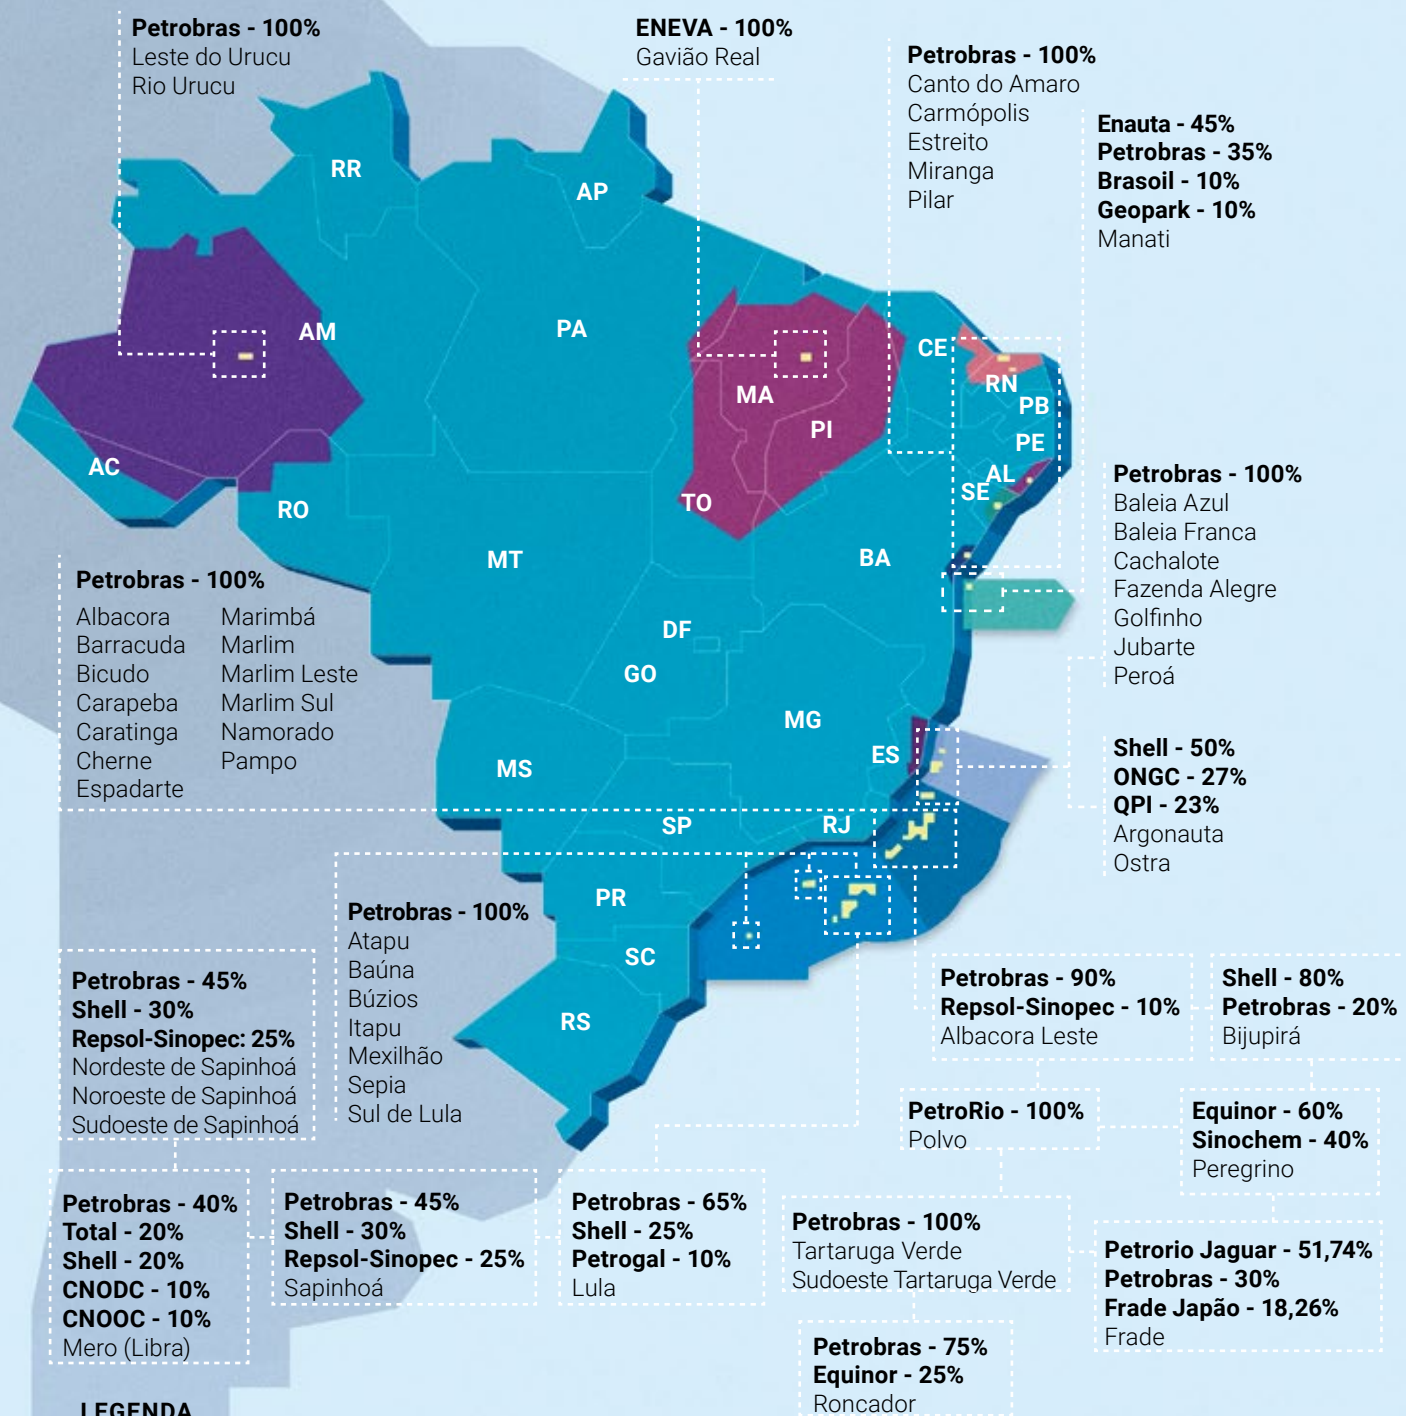 Petrobras - 100%
Leste do Urucu
Rio Urucu
ENEVA - 100%
Gavião Real
Petrobras - 100%
Canto do Amaro
Carmópolis
Estreito
Miranga
Pilar
Enauta - 45%
Petrobras - 35%
Brasoil - 10%
Geopark - 10%
Manati
RR
AP
AM
PA
CE
MA
RN
PB
PI
PE
AC
AL
SE
TO
RO
MT
BA
DF
GO
MG
ES
MS
SP
RJ
PR
SC
RS
Petrobras - 100%
Baleia Azul
Baleia Franca
Cachalote
Fazenda Alegre
Golfinho
Jubarte
Peroá
Petrobras - 100%
Albacora
Barracuda
Bicudo
Carapeba
Caratinga
Cherne
Espadarte
Marimbá
Marlim
Marlim Leste
Marlim Sul
Namorado
Pampo
Shell - 50%
ONGC - 27%
QPI - 23%
Argonauta
Ostra
Petrobras - 100%
Atapu
Baúna
Búzios
Itapu
Mexilhão
Sepia
Sul de Lula
Petrobras - 45%
Shell - 30%
Repsol-Sinopec: 25%
Nordeste de Sapinhoá
Noroeste de Sapinhoá
Sudoeste de Sapinhoá
Petrobras - 90%
Repsol-Sinopec - 10%
Albacora Leste
Shell - 80%
Petrobras - 20%
Bijupirá
PetroRio - 100%
Polvo
Equinor - 60%
Sinochem - 40%
Peregrino
Petrobras - 40%
Total - 20%
Shell - 20%
CNODC - 10%
CNOOC - 10%
Mero (Libra)
Petrobras - 45%
Shell - 30%
Repsol-Sinopec - 25%
Sapinhoá
Petrobras - 65%
Shell - 25%
Petrogal - 10%
Lula
Petrobras - 100%
Tartaruga Verde
Sudoeste Tartaruga Verde
Petrorio Jaguar - 51,74%
Petrobras - 30%
Frade Japão - 18,26%
Frade
Petrobras - 75%
Equinor - 25%
Roncador
LEGENDA